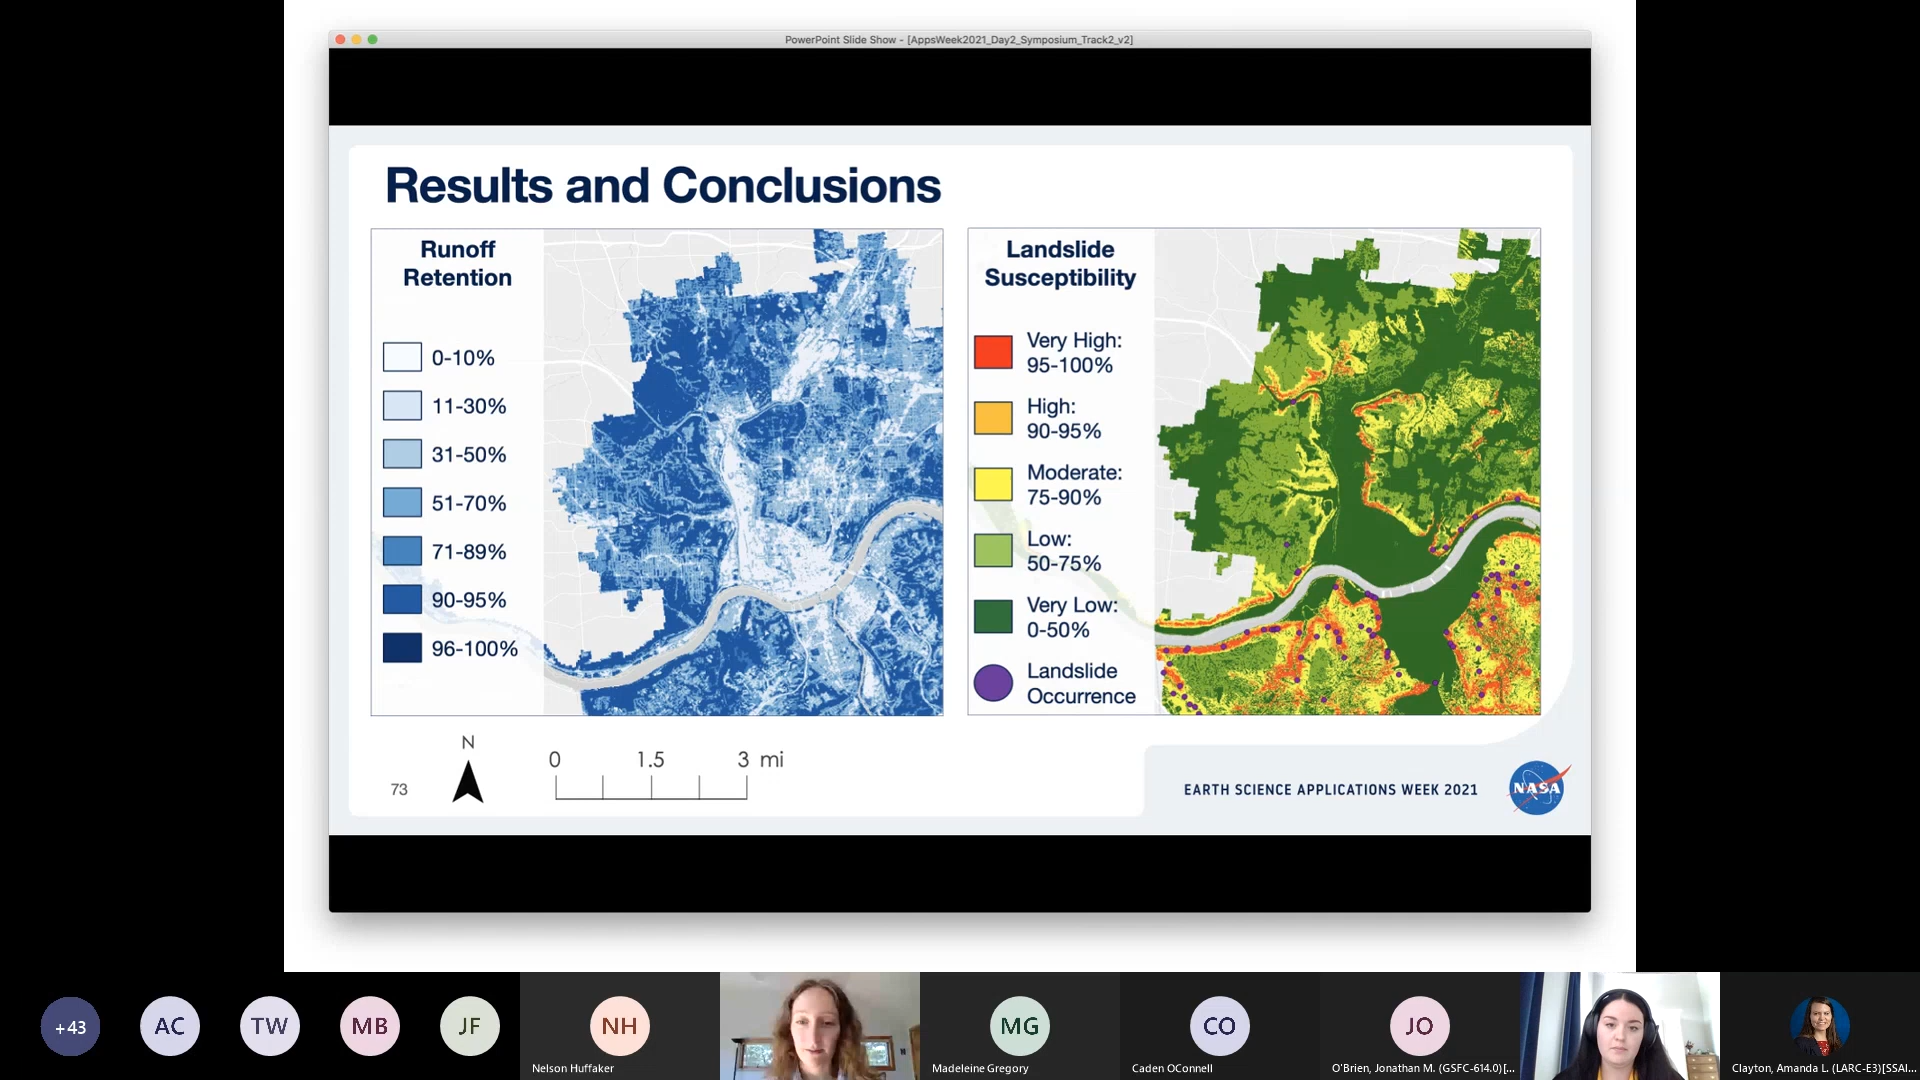 PowerPoint Slide Show - [AppsWeek2021_Day2_Symposium_Track2_v2]
Results and Conclusions
Runoff
Retention
0-10%
11-30%
31-50%
51-70%
71-89%
90-95%
96-100%
Landslide
Susceptibility
Very High:
95-100%
High:
90-95%
Moderate:
75-90%
Low:
50-75%
Very Low:
0-50%
Landslide
Occurrence
N
0 1.5 3 mi
73
EARTH SCIENCE APPLICATIONS WEEK 2021
NASA
+43
AC
TW
MB
JF
NH
Nelson Huffaker
MG
Madeleine Gregory
CO
Caden OConnell
JO
O'Brien, Jonathan M. (GSFC-614.0)[...
Clayton, Amanda L. (LARC-E3)[SSAI...